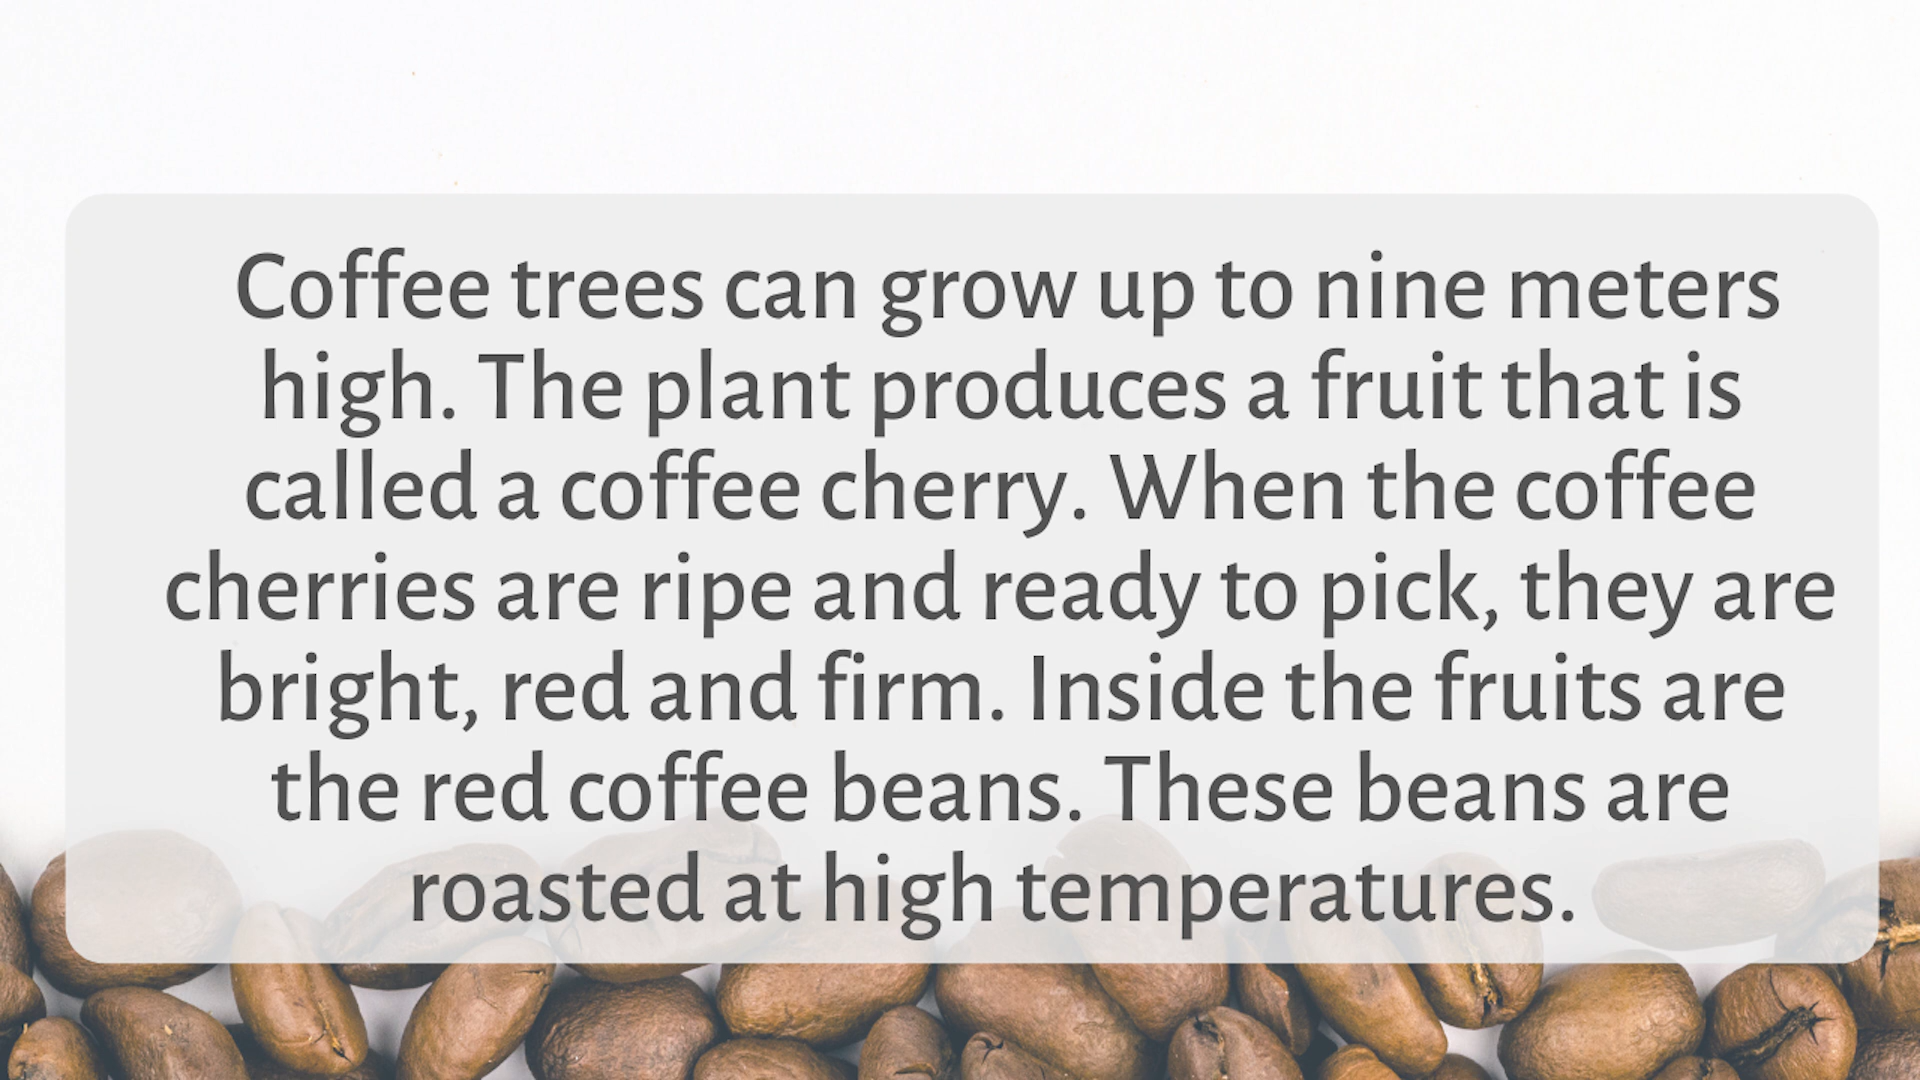 Coffee trees can grow up to nine meters
high. The plant produces a fruit that is
called a coffee cherry. When the coffee
cherries are ripe and ready to pick, they are
bright, red and firm. Inside the fruits are
the red coffee beans. These beans are
roasted at high temperatures.